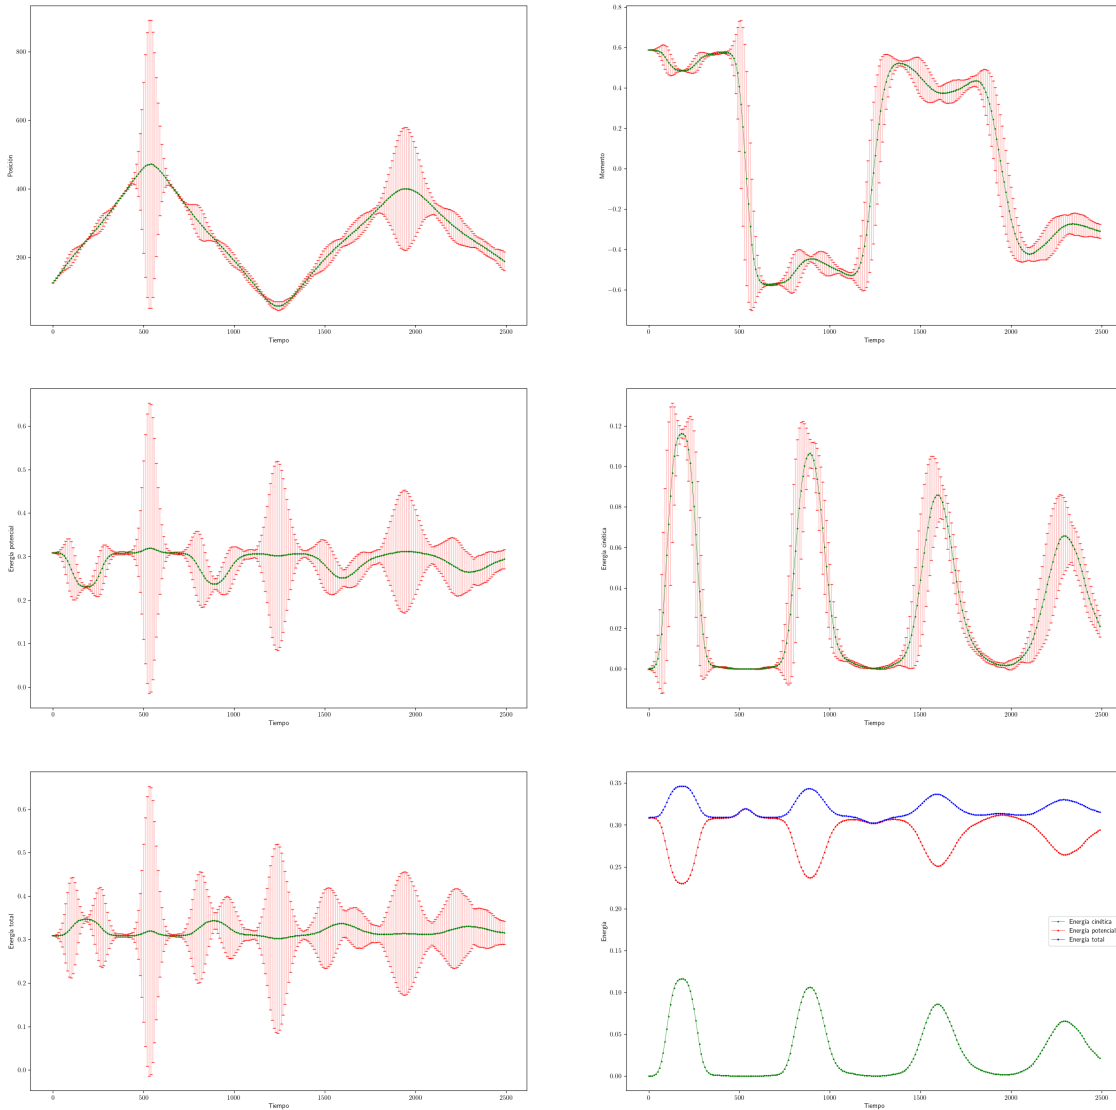 800
600
400
200
Posición
0 500 1000 1500 2000 2500
Tiempo
0.8
0.6
0.4
0.2
0.0
−0.2
−0.4
−0.6
Momento
0 500 1000 1500 2000 2500
Tiempo
0.6
0.5
0.4
0.3
0.2
0.1
0.0
Energía potencial
0 500 1000 1500 2000 2500
Tiempo
0.12
0.10
0.08
0.06
0.04
0.02
0.00
Energía cinética
0 500 1000 1500 2000 2500
Tiempo
0.6
0.5
0.4
0.3
0.2
0.1
0.0
Energía total
0 500 1000 1500 2000 2500
Tiempo
0.35
0.30
0.25
0.20
0.15
0.10
0.05
0.00
Energía
Energía cinética
Energía potencial
Energía total
0 500 1000 1500 2000 2500
Tiempo